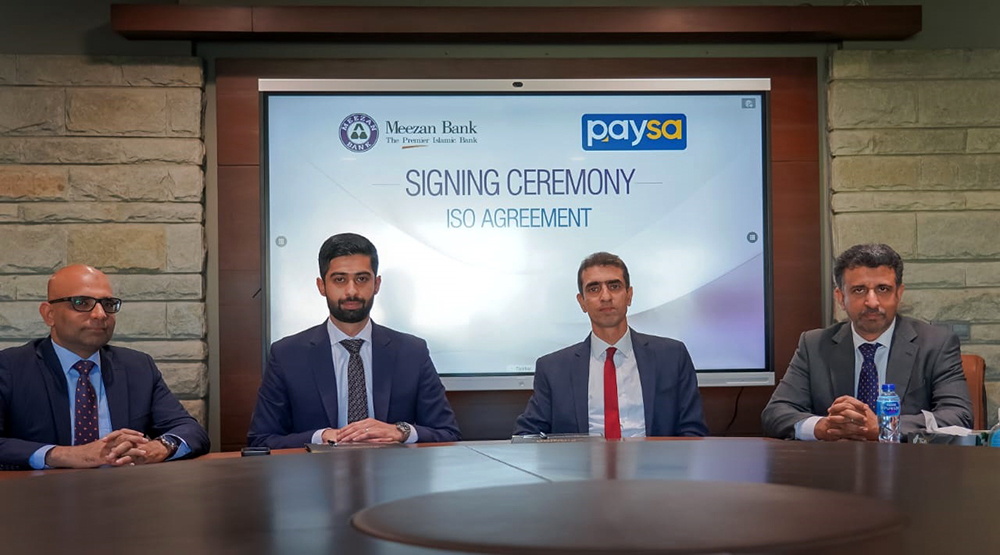 MEEZAN BANK
Meezan Bank
The Premier Islamic Bank
paysa
SIGNING CEREMONY
ISO AGREEMENT